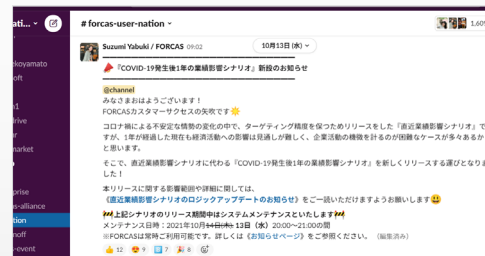 ati...
# forcas-user-nation
1,60
koyamato
oft
1
rive
r
market
prise
s-alliance
tion
noff
-event
Suzumi Yabuki / FORCAS 09:02
10月13日 (水)
『COVID-19発生後1年の業績影響シナリオ』新設のお知らせ
@channel
みなさまおはようございます！
FORCASカスタマーサクセスの矢吹です
コロナ禍による不安定な情勢の変化の中で、ターゲティング精度を保つためリリースをした『直近業績影響シナリオ』で
すが、1年が経過した現在も経済活動への影響は見通しが難しく、企業活動の機微を計るのが困難なケースが多々あるか
と思います。
そこで、直近業績影響シナリオに代わる『COVID-19発生1年の業績影響シナリオ』を新しくリリースする運びとなりま
した！
本リリースに関する影響範囲や詳細に関しては、
《直近業績影響シナリオのロジックアップデートのお知らせ》をご一読いただけますようお願いします
上記シナリオのリリース期間中はシステムメンテナンスといたします
メンテナンス日時：2021年10月14日(木) 13日（水）20:00〜21:00の間
※FORCASは常時ご利用可能です。詳しくは《お知らせページ》をご参照ください。（編集済み）
12 9 7 8